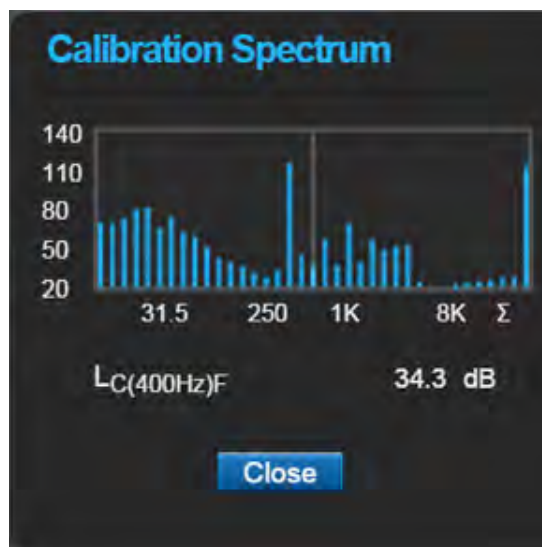 Calibration Spectrum
140
110
80
50
20
31.5 250 1K 8K Σ
LC(400Hz)F 34.3 dB
Close